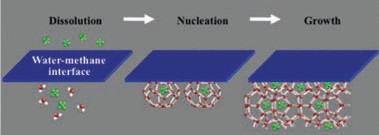 Dissolution Nucleation Growth
Water-methane
interface